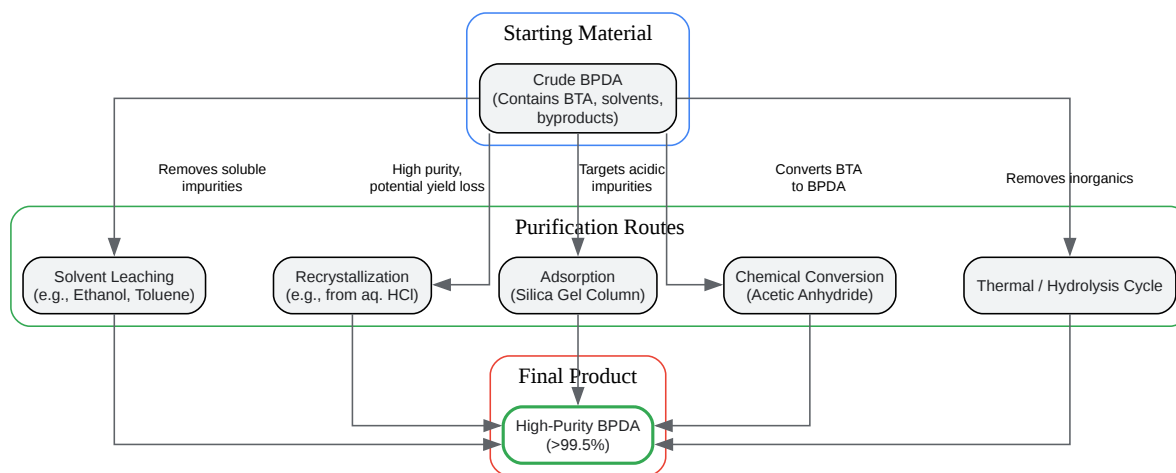 Starting Material
Crude BPDA
(Contains BTA, solvents,
byproducts)
Removes soluble
impurities
High purity,
potential yield loss
Targets acidic
impurities
Converts BTA
to BPDA
Removes inorganics
Purification Routes
Solvent Leaching
(e.g., Ethanol, Toluene)
Recrystallization
(e.g., from aq. HCl)
Adsorption
(Silica Gel Column)
Chemical Conversion
(Acetic Anhydride)
Thermal / Hydrolysis Cycle
Final Product
High-Purity BPDA
(>99.5%)